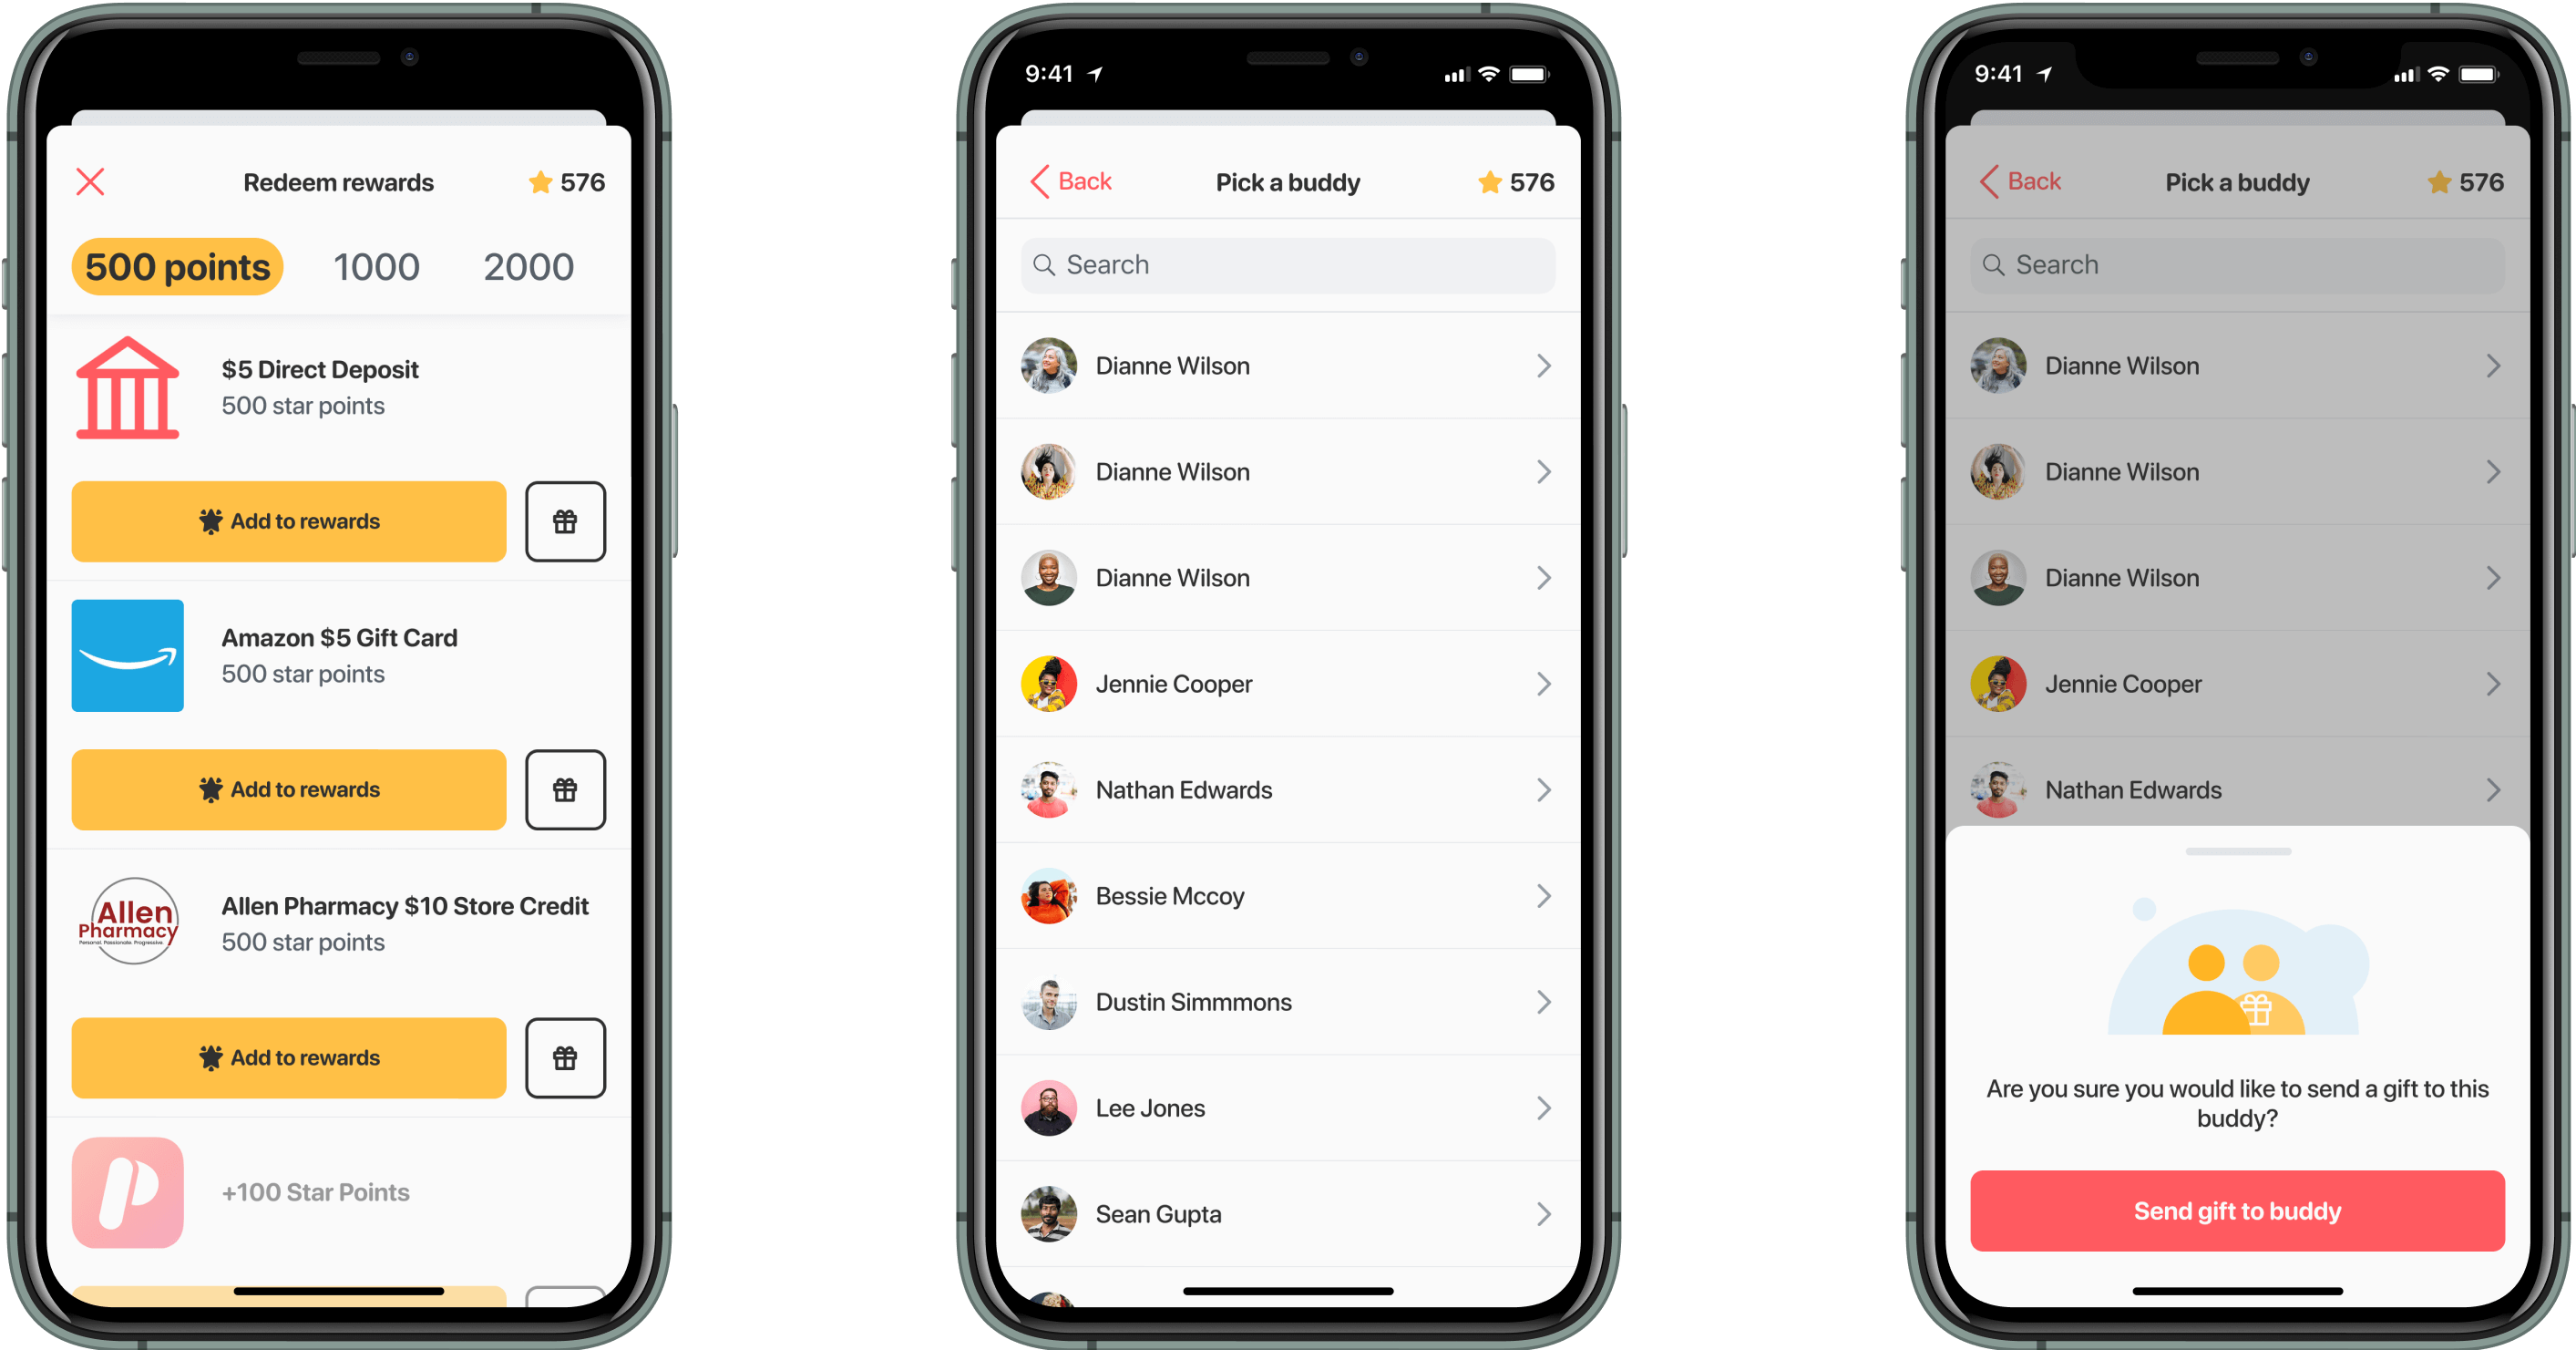 Redeem rewards
576
500 points
1000
2000
$5 Direct Deposit
500 star points
Add to rewards
Amazon $5 Gift Card
500 star points
Add to rewards
Allen
Pharmacy
Personal. Passionate. Progressive.
Allen Pharmacy $10 Store Credit
500 star points
Add to rewards
+100 Star Points
9:41
Back
Pick a buddy
576
Search
Dianne Wilson
Dianne Wilson
Dianne Wilson
Jennie Cooper
Nathan Edwards
Bessie Mccoy
Dustin Simmmons
Lee Jones
Sean Gupta
9:41
Back
Pick a buddy
576
Search
Dianne Wilson
Dianne Wilson
Dianne Wilson
Jennie Cooper
Nathan Edwards
Are you sure you would like to send a gift to this
buddy?
Send gift to buddy